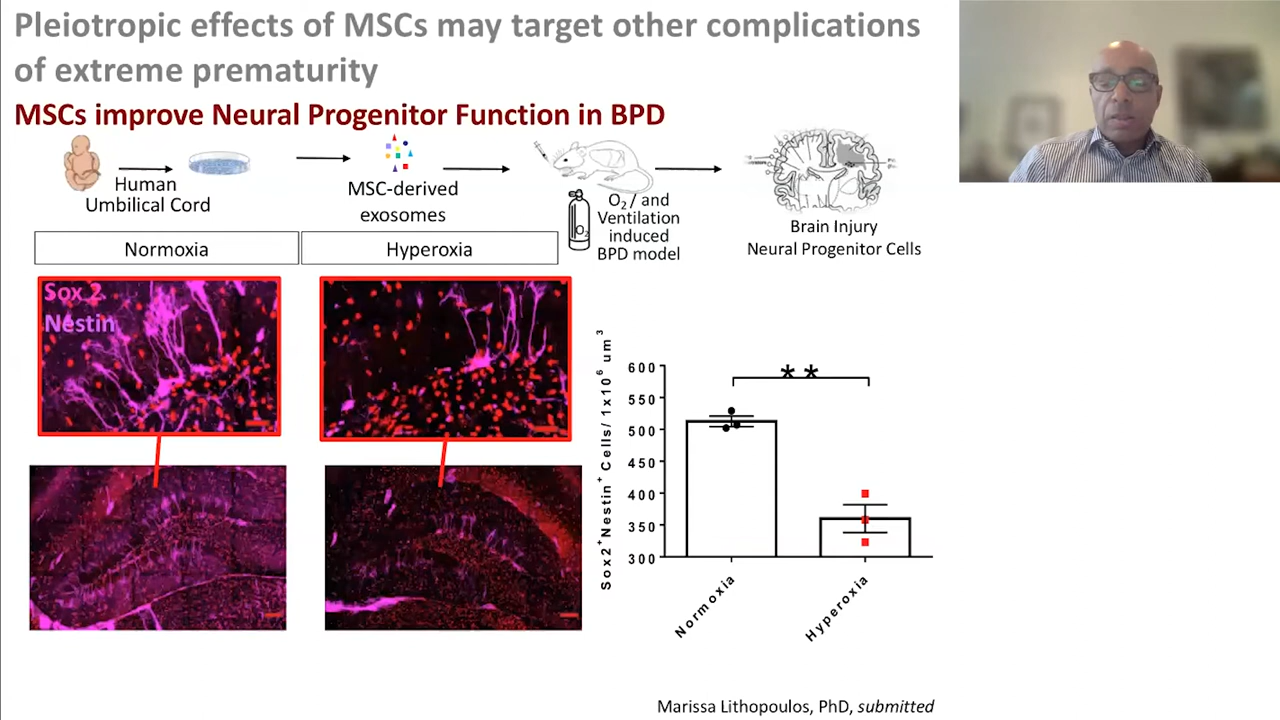 Pleiotropic effects of MSCs may target other complications
of extreme prematurity
MSCs improve Neural Progenitor Function in BPD
Human
Umbilical Cord
MSC-derived
exosomes
O₂
O₂ / and
Ventilation
induced
BPD model
Brain Injury
Neural Progenitor Cells
Normoxia
Hyperoxia
Sox 2
Nestin
Sox2⁺Nestin⁺ Cells/ 1x10⁶ um³
600
550
500
450
400
350
300
**
Normoxia
Hyperoxia
Marissa Lithopoulos, PhD, submitted